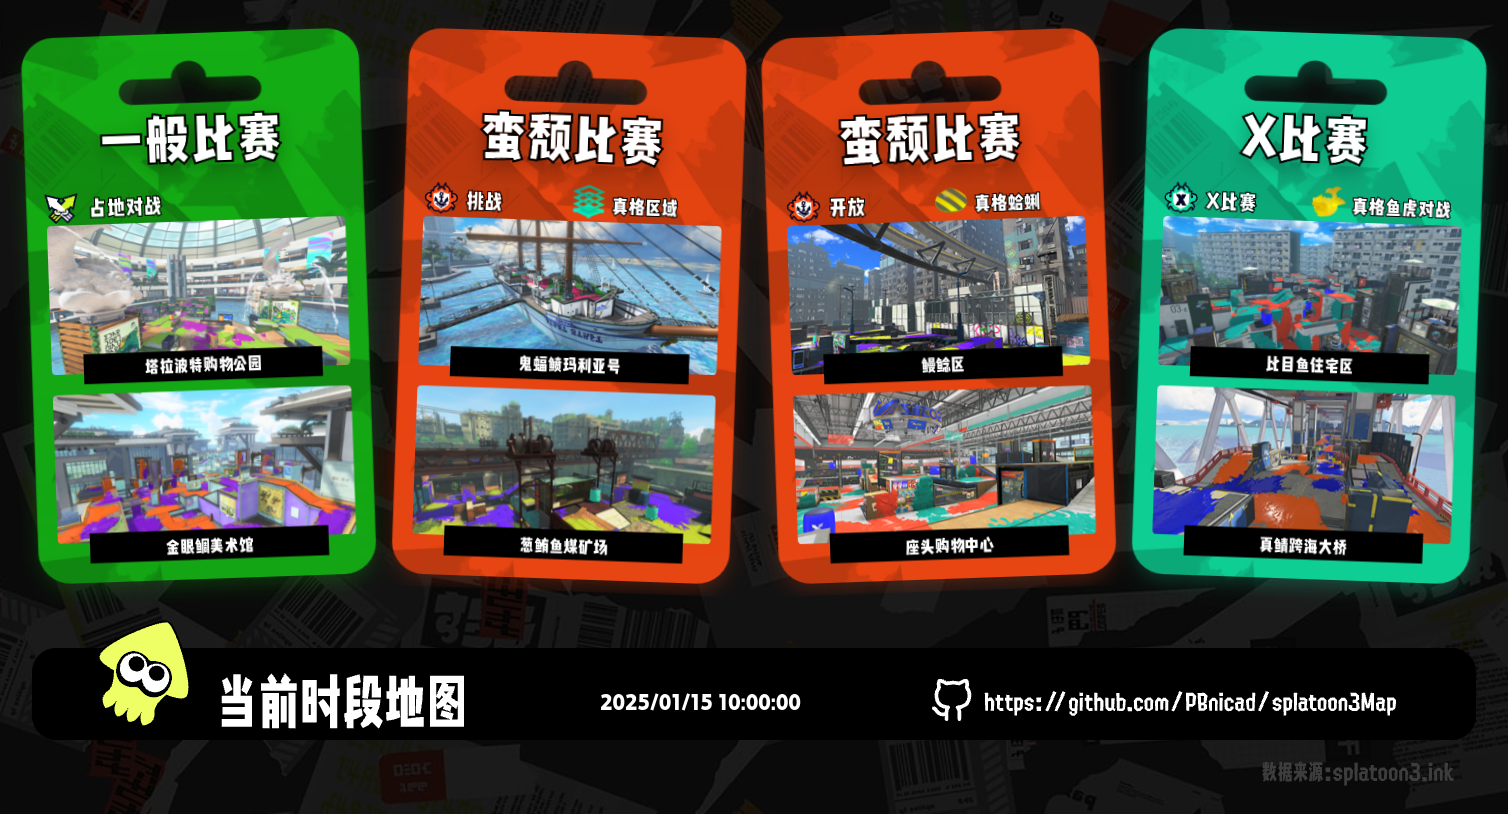 一般比赛
占地对战
塔拉波特购物公园
金眼鲷美术馆
蛮颓比赛
挑战
真格区域
鬼蝠鲼玛利亚号
葱鲔鱼煤矿场
蛮颓比赛
开放
真格蛤蜊
鳗鲶区
座头购物中心
X比赛
X比赛
真格鱼虎对战
比目鱼住宅区
真鲭跨海大桥
当前时段地图
2025/01/15 10:00:00
https://github.com/PBnicad/splatoon3Map
数据来源:splatoon3.ink